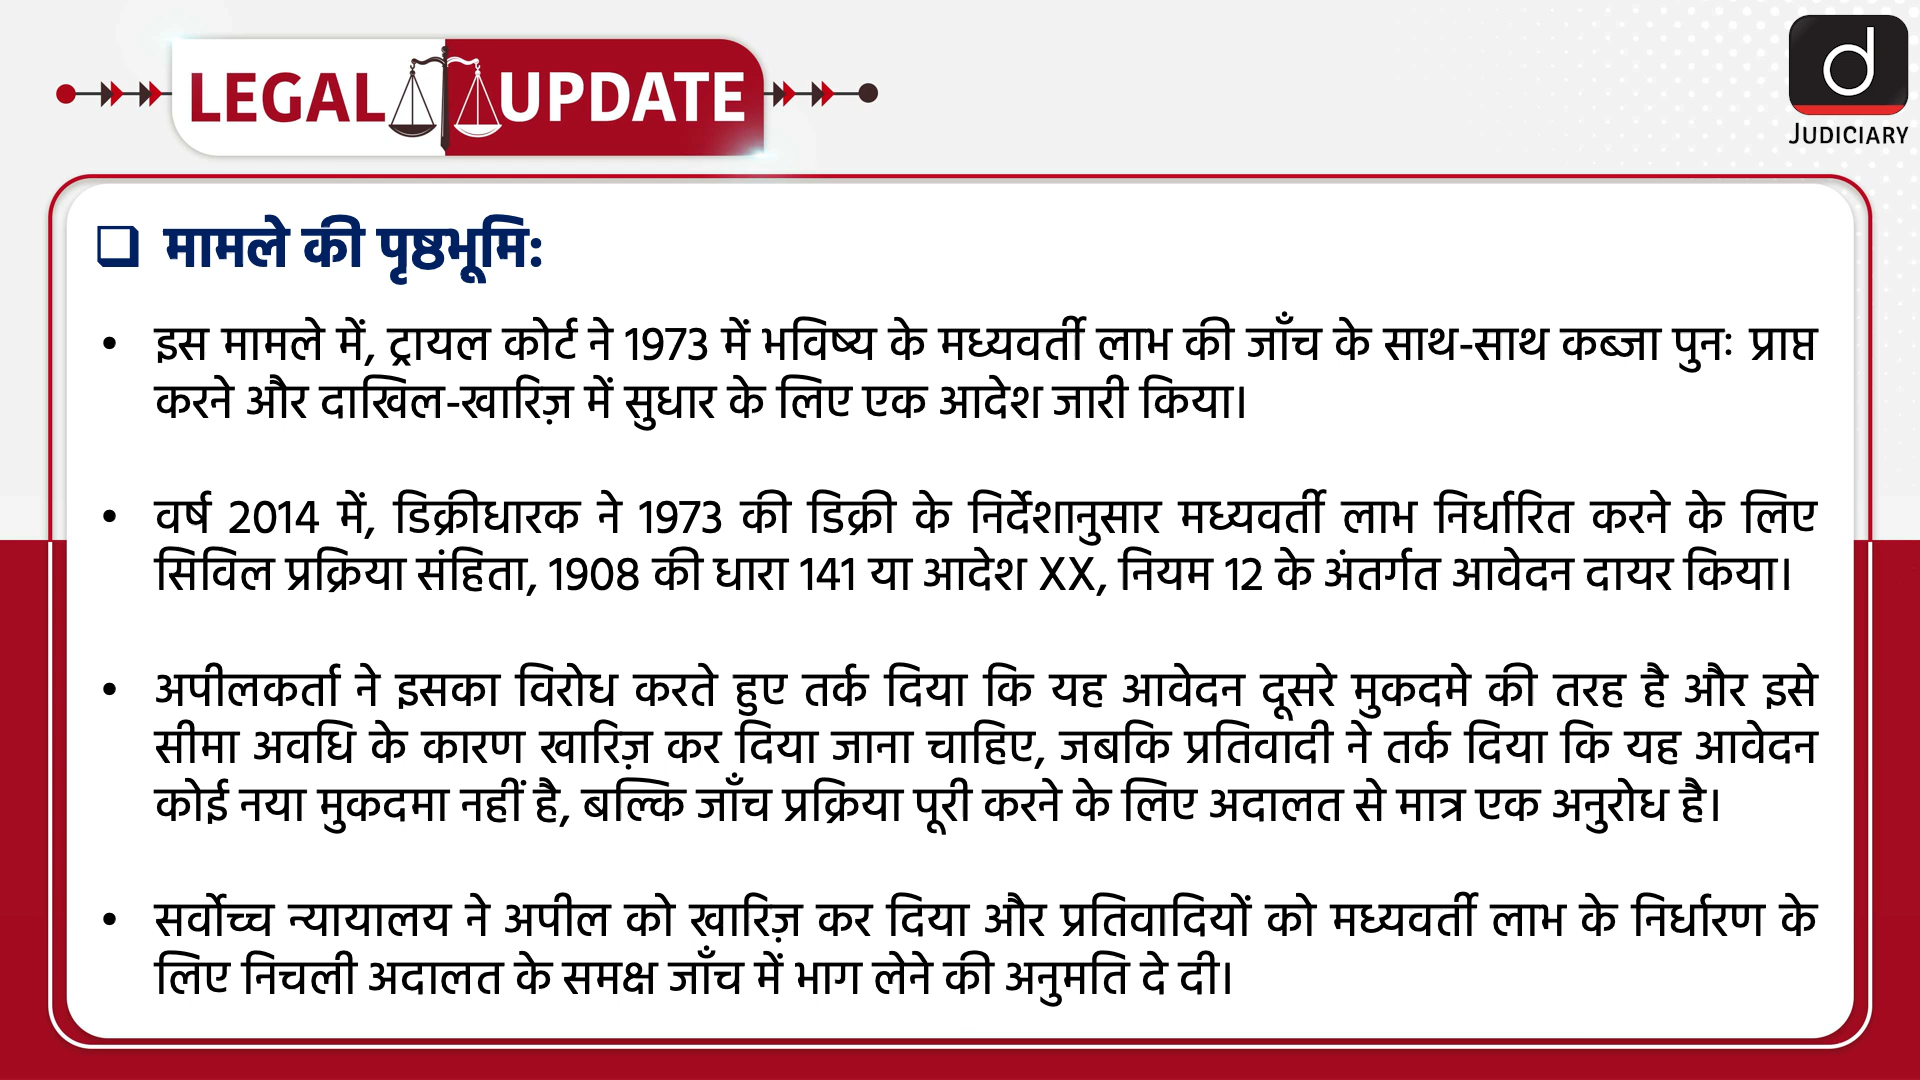 LEGAL UPDATE
d
JUDICIARY
❑ मामले की पृष्ठभूमि:
• इस मामले में, ट्रायल कोर्ट ने 1973 में भविष्य के मध्यवर्ती लाभ की जाँच के साथ-साथ कब्जा पुनः प्राप्त
करने और दाखिल-खारिज़ में सुधार के लिए एक आदेश जारी किया।
• वर्ष 2014 में, डिक्रीधारक ने 1973 की डिक्री के निर्देशानुसार मध्यवर्ती लाभ निर्धारित करने के लिए
सिविल प्रक्रिया संहिता, 1908 की धारा 141 या आदेश XX, नियम 12 के अंतर्गत आवेदन दायर किया।
• अपीलकर्ता ने इसका विरोध करते हुए तर्क दिया कि यह आवेदन दूसरे मुकदमे की तरह है और इसे
सीमा अवधि के कारण खारिज़ कर दिया जाना चाहिए, जबकि प्रतिवादी ने तर्क दिया कि यह आवेदन
कोई नया मुकदमा नहीं है, बल्कि जाँच प्रक्रिया पूरी करने के लिए अदालत से मात्र एक अनुरोध है।
• सर्वोच्च न्यायालय ने अपील को खारिज़ कर दिया और प्रतिवादियों को मध्यवर्ती लाभ के निर्धारण के
लिए निचली अदालत के समक्ष जाँच में भाग लेने की अनुमति दे दी।